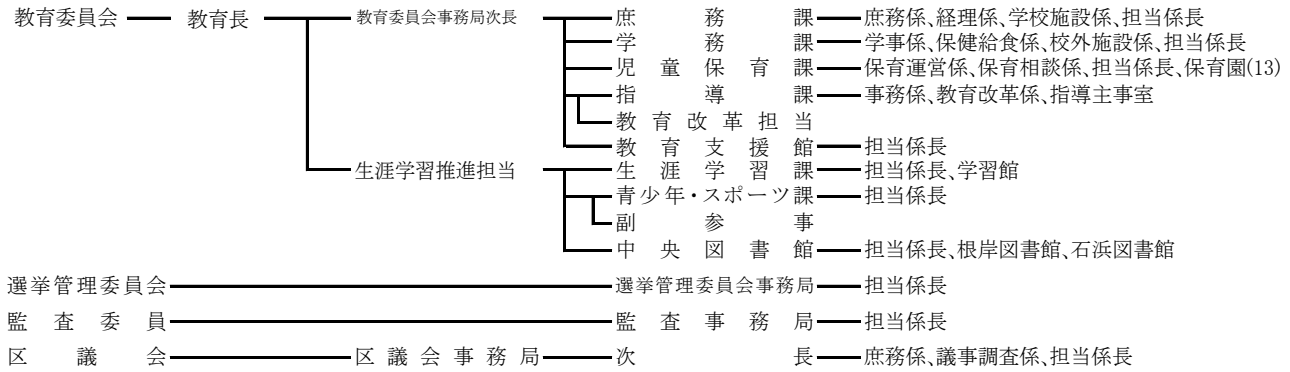 教育委員会 教育長 教育委員会事務局次長 庶務課 庶務係、経理係、学校施設係、担当係長
学務課 学事係、保健給食係、校外施設係、担当係長
児童保育課 保育運営係、保育相談係、担当係長、保育園(13)
指導課 事務係、教育改革係、指導主事室
教育改革担当
教育支援館 担当係長
生涯学習推進担当 生涯学習課 担当係長、学習館
青少年・スポーツ課 担当係長
副参事
中央図書館 担当係長、根岸図書館、石浜図書館
選挙管理委員会 選挙管理委員会事務局 担当係長
監査委員 監査事務局 担当係長
区議会 区議会事務局 次長 庶務係、議事調査係、担当係長